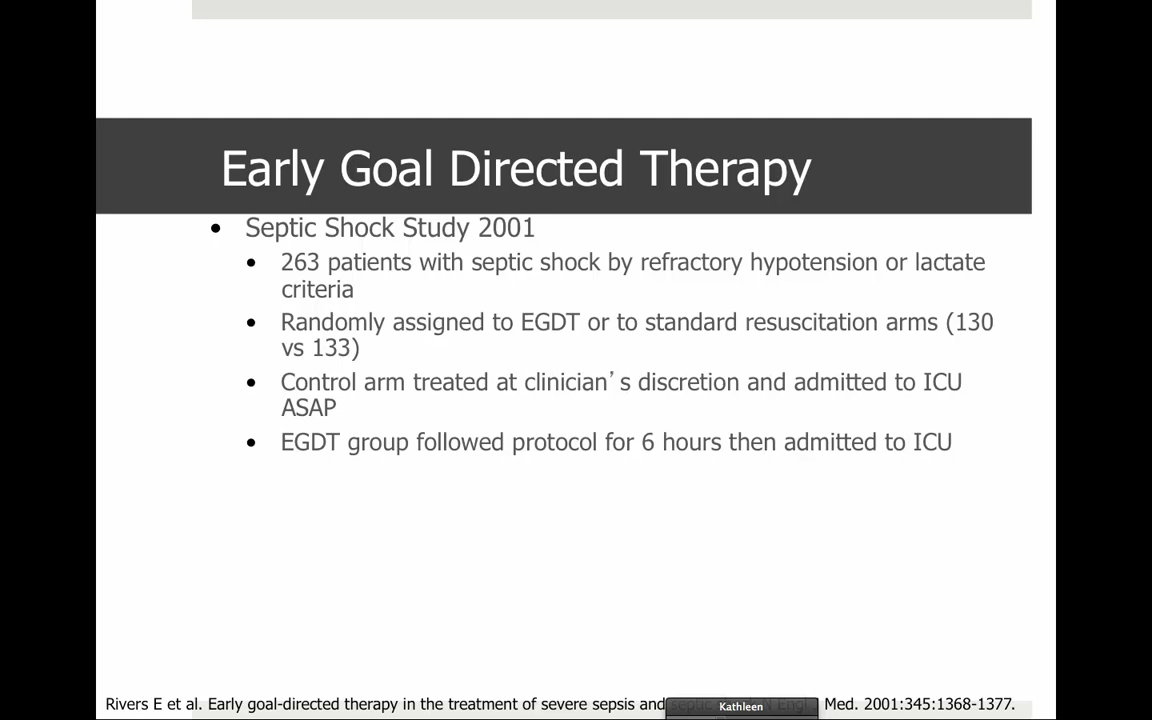 Early Goal Directed Therapy
• Septic Shock Study 2001
• 263 patients with septic shock by refractory hypotension or lactate
criteria
• Randomly assigned to EGDT or to standard resuscitation arms (130
vs 133)
• Control arm treated at clinician’s discretion and admitted to ICU
ASAP
• EGDT group followed protocol for 6 hours then admitted to ICU
Rivers E et al. Early goal-directed therapy in the treatment of severe sepsis and Med. 2001:345:1368-1377.
Kathleen